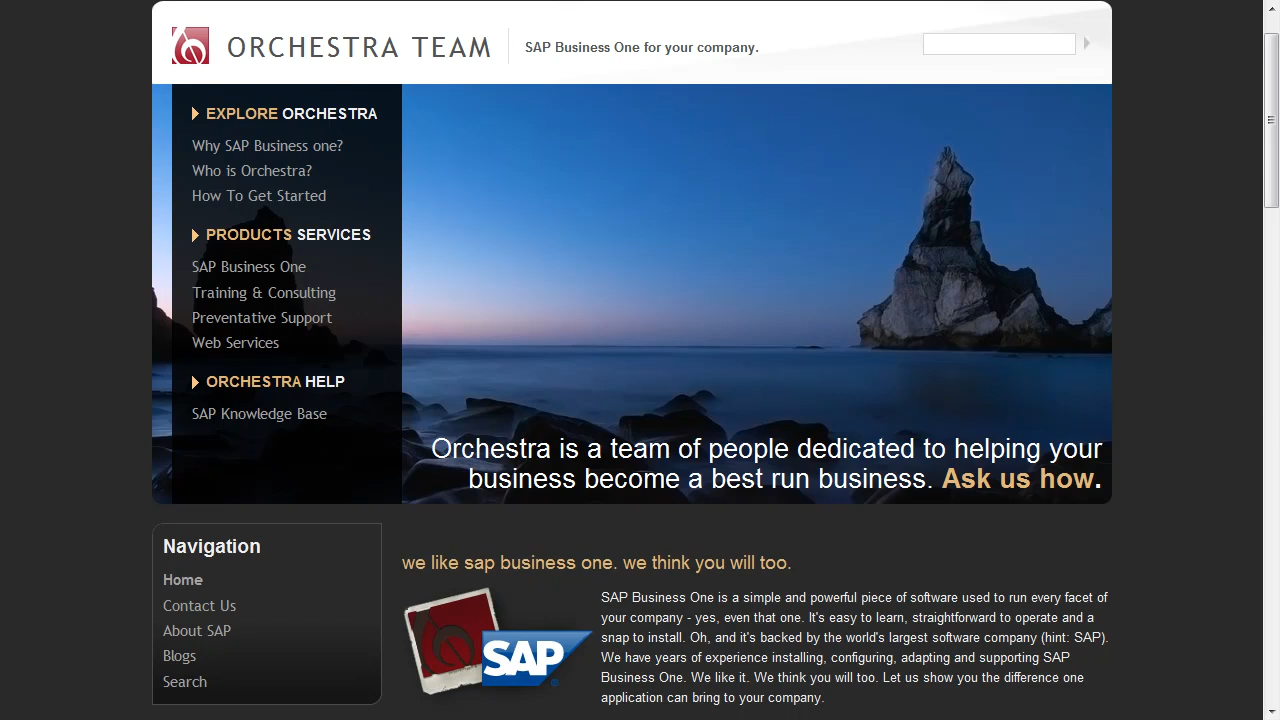 ORCHESTRA TEAM
SAP Business One for your company.
EXPLORE ORCHESTRA
Why SAP Business one?
Who is Orchestra?
How To Get Started
PRODUCTS SERVICES
SAP Business One
Training & Consulting
Preventative Support
Web Services
ORCHESTRA HELP
SAP Knowledge Base
Orchestra is a team of people dedicated to helping your
business become a best run business. Ask us how.
Navigation
Home
Contact Us
About SAP
Blogs
Search
we like sap business one. we think you will too.
SAP
SAP Business One is a simple and powerful piece of software used to run every facet of
your company - yes, even that one. It's easy to learn, straightforward to operate and a
snap to install. Oh, and it's backed by the world's largest software company (hint: SAP).
We have years of experience installing, configuring, adapting and supporting SAP
Business One. We like it. We think you will too. Let us show you the difference one
application can bring to your company.